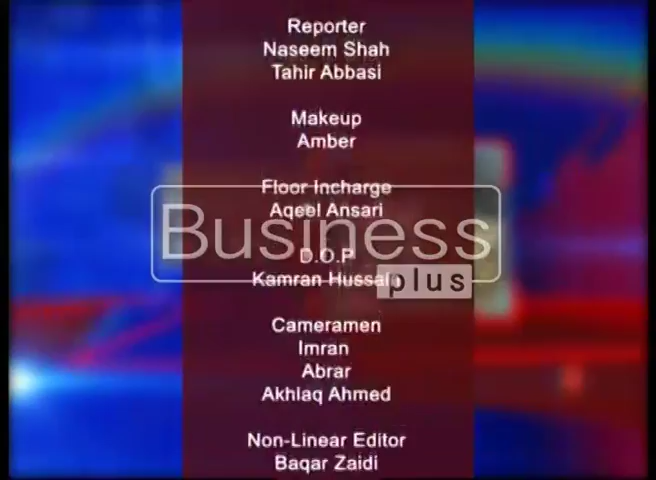 Reporter
Naseem Shah
Tahir Abbasi
Makeup
Amber
Floor Incharge
Aqeel Ansari
Business
D.O.P
Kamran Hussain
plus
Cameramen
Imran
Abrar
Akhlaq Ahmed
Non-Linear Editor
Baqar Zaidi